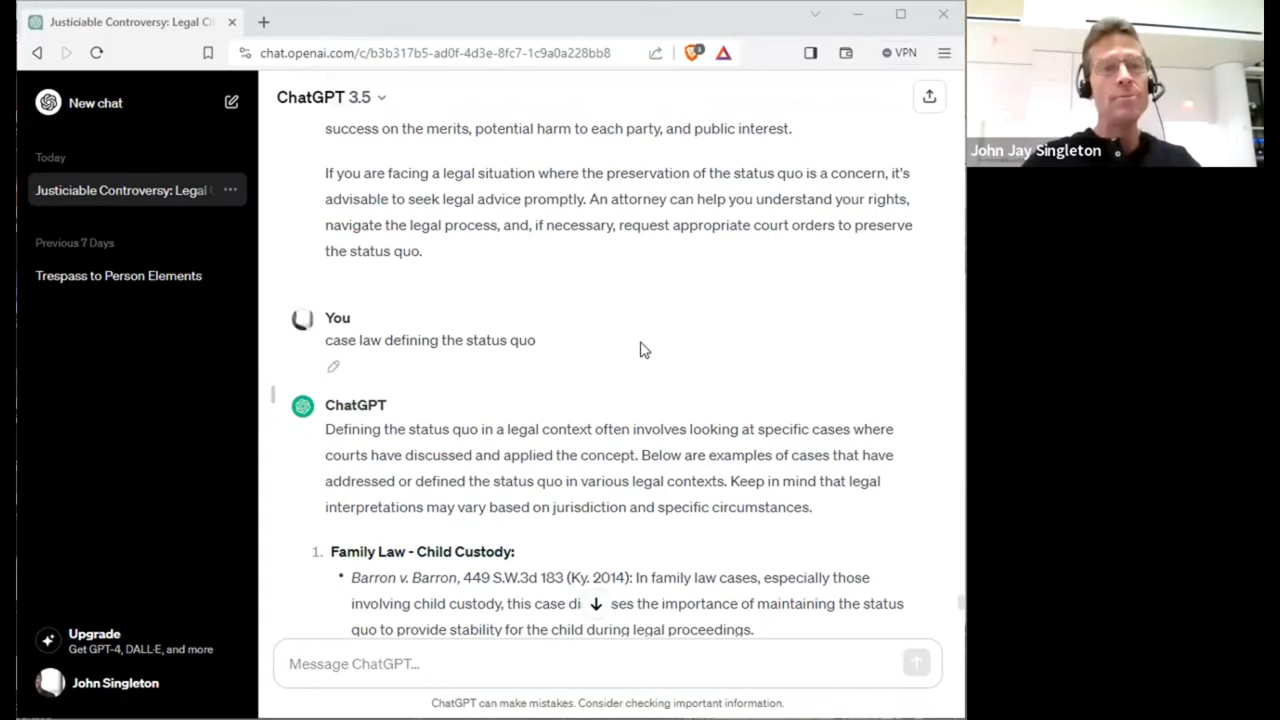 Justiciable Controversy: Legal Ci
chat.openai.com/c/b3b317b5-ad0f-4d3e-8fc7-1c9a0a228bb8
VPN
New chat
Today
Justiciable Controversy: Legal
Previous 7 Days
Trespass to Person Elements
Upgrade
Get GPT-4, DALL·E, and more
John Singleton
ChatGPT 3.5
success on the merits, potential harm to each party, and public interest.
If you are facing a legal situation where the preservation of the status quo is a concern, it's
advisable to seek legal advice promptly. An attorney can help you understand your rights,
navigate the legal process, and, if necessary, request appropriate court orders to preserve
the status quo.
You
case law defining the status quo
ChatGPT
Defining the status quo in a legal context often involves looking at specific cases where
courts have discussed and applied the concept. Below are examples of cases that have
addressed or defined the status quo in various legal contexts. Keep in mind that legal
interpretations may vary based on jurisdiction and specific circumstances.
1. Family Law - Child Custody:
• Barron v. Barron, 449 S.W.3d 183 (Ky. 2014): In family law cases, especially those
involving child custody, this case di ses the importance of maintaining the status
quo to provide stability for the child during legal proceedings.
Message ChatGPT...
ChatGPT can make mistakes. Consider checking important information.
John Jay Singleton